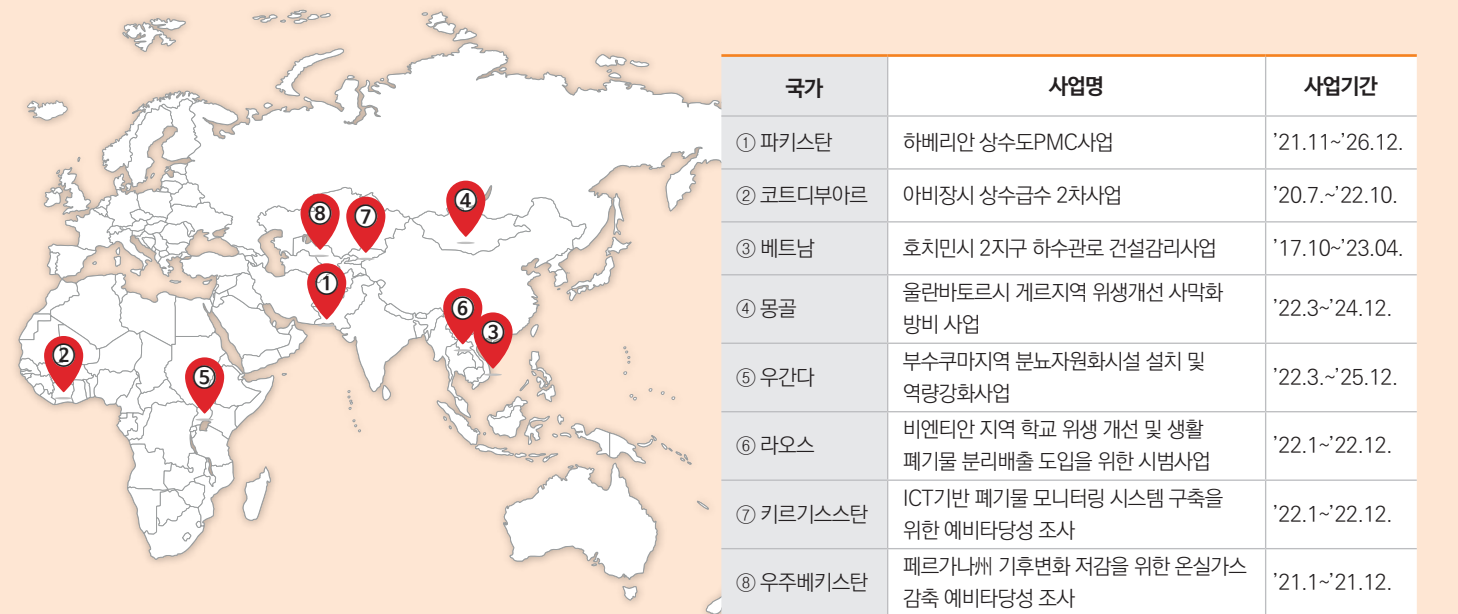 ⑧
⑦
④
①
⑥
③
②
⑤
국가 사업명 사업기간
① 파키스탄 하베리안 상수도PMC사업 ’21.11~’26.12.
② 코트디부아르 아비장시 상수급수 2차사업 ’20.7.~’22.10.
③ 베트남 호치민시 2지구 하수관로 건설감리사업 ’17.10~’23.04.
④ 몽골 울란바토르시 게르지역 위생개선 사막화
방비 사업 ’22.3~’24.12.
⑤ 우간다 부수쿠마지역 분뇨자원화시설 설치 및
역량강화사업 ’22.3.~’25.12.
⑥ 라오스 비엔티안 지역 학교 위생 개선 및 생활
폐기물 분리배출 도입을 위한 시범사업 ’22.1~’22.12.
⑦ 키르기스스탄 ICT기반 폐기물 모니터링 시스템 구축을
위한 예비타당성 조사 ’22.1~’22.12.
⑧ 우주베키스탄 페르가나州 기후변화 저감을 위한 온실가스
감축 예비타당성 조사 ’21.1~’21.12.